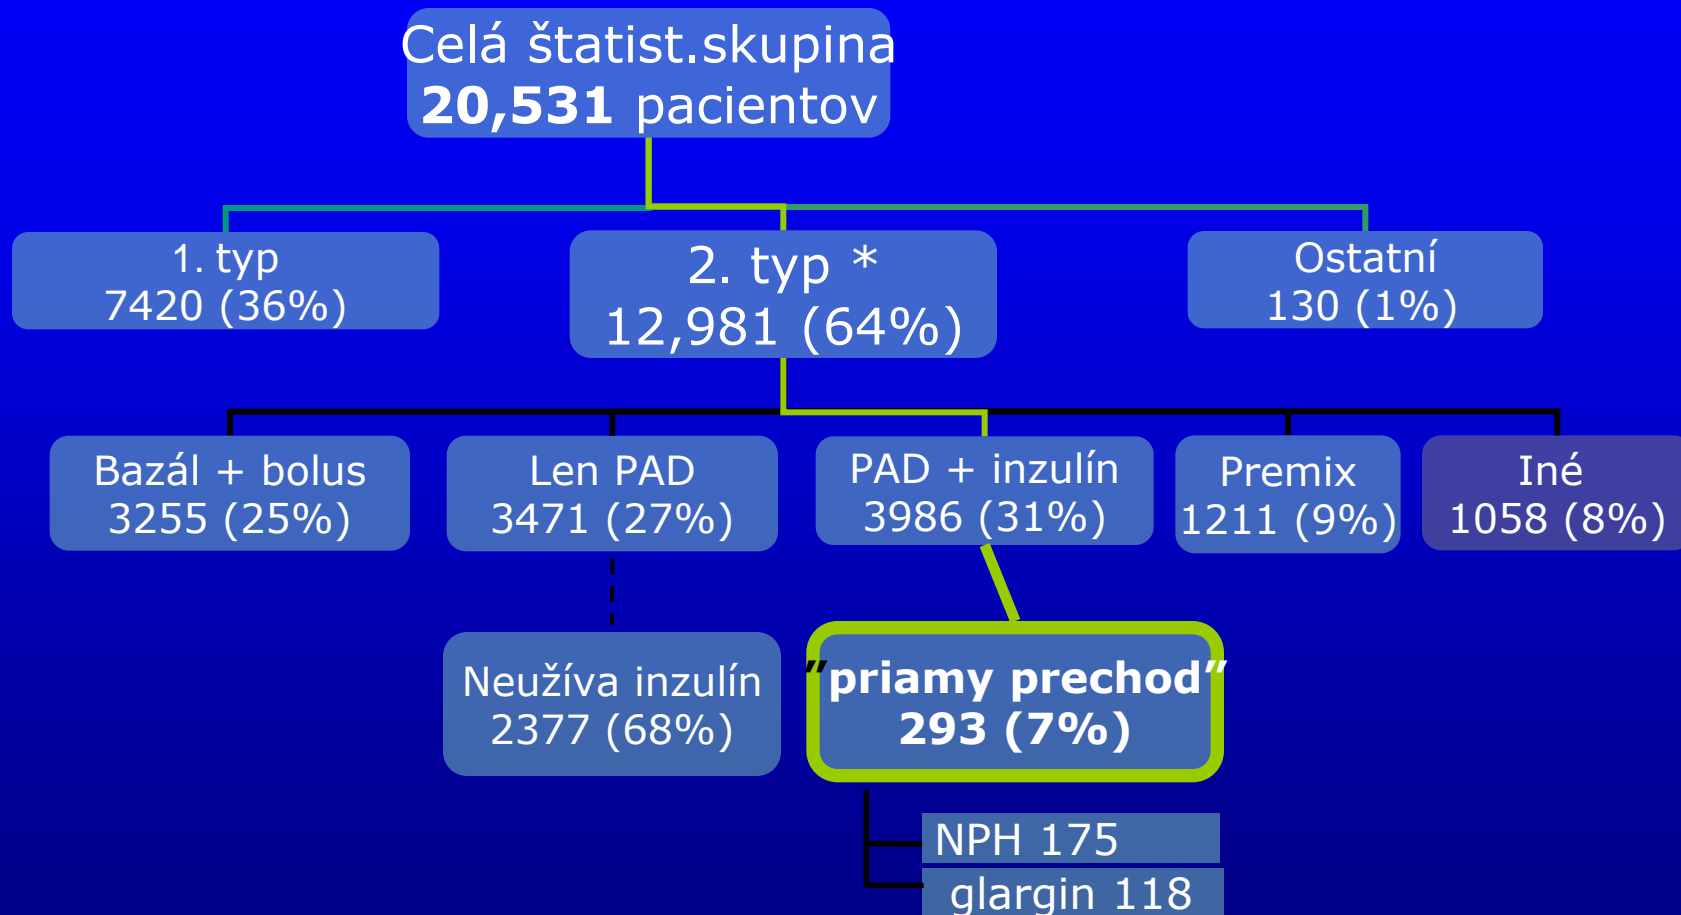 Celá štatist.skupina
20,531 pacientov
1. typ
7420 (36%)
2. typ *
12,981 (64%)
Ostatní
130 (1%)
Bazál + bolus
3255 (25%)
Len PAD
3471 (27%)
PAD + inzulín
3986 (31%)
Premix
1211 (9%)
Iné
1058 (8%)
Neužíva inzulín
2377 (68%)
”priamy prechod”
293 (7%)
NPH 175
glargin 118